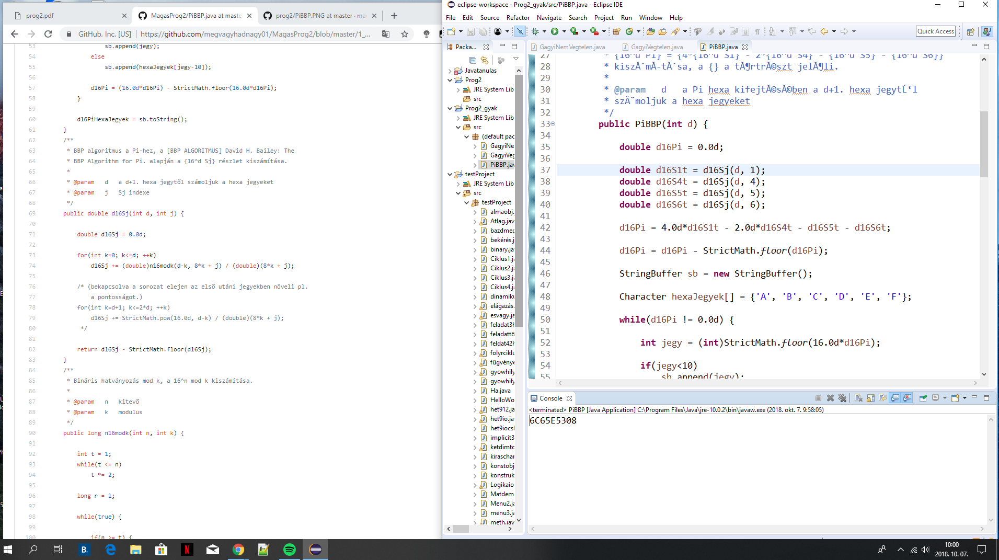 prog2.pdf
MagasProg2/PiBBP.java at maste
prog2/PiBBP.PNG at master · ma
GitHub, Inc. [US] | https://github.com/megvagyhadnagy01/MagasProg2/blob/master/1_...
53 sb.append(jegy);
54 else
55 sb.append(hexaJegyek[jegy-10]);
56
57 d16Pi = (16.0d*d16Pi) - StrictMath.floor(16.0d*d16Pi);
58 }
59
60 d16PiHexaJegyek = sb.toString();
61 }
62 /**
63 * BBP algoritmus a Pi-hez, a [BBP ALGORITMUS] David H. Bailey: The
64 * BBP Algorithm for Pi. alapján a {16^d Sj} részlet kiszámítása.
65 *
66 * @param d a d+1. hexa jegytől számoljuk a hexa jegyeket
67 * @param j Sj indexe
68 */
69 public double d16Sj(int d, int j) {
70
71 double d16Sj = 0.0d;
72
73 for(int k=0; k<=d; ++k)
74 d16Sj += (double)n16modk(d-k, 8*k + j) / (double)(8*k + j);
75
76 /* (bekapcsolva a sorozat elejen az első utáni jegyekben növeli pl.
77 a pontosságot.)
78 for(int k=d+1; k<=2*d; ++k)
79 d16Sj += StrictMath.pow(16.0d, d-k) / (double)(8*k + j);
80 */
81
82 return d16Sj - StrictMath.floor(d16Sj);
83 }
84 /**
85 * Bináris hatványozás mod k, a 16^n mod k kiszámítása.
86 *
87 * @param n kitevő
88 * @param k modulus
89 */
90 public long n16modk(int n, int k) {
91
92 int t = 1;
93 while(t <= n)
94 t *= 2;
95
96 long r = 1;
97
98 while(true) {
99
100 if(n >= t) {
eclipse-workspace - Prog2_gyak/src/PiBBP.java - Eclipse IDE
File Edit Source Refactor Navigate Search Project Run Window Help
Quick Access
Packa...
Javatanulas
Prog2
JRE System Lib
src
Prog2_gyak
JRE System Lib
src
(default pac
GagyiNe
GagyiVeg
PiBBP.jav
testProject
JRE System Lib
src
testProject
almaobj.
Atlag.jav
bazdmeg
bekérés.j
binary.jav
Ciklus1.ja
Ciklus2.ja
Ciklus3.ja
Ciklus4.ja
dinamiku
elágazás.
esvagy.ja
feladat3h
feladattö
feldat42h
folyrciklu
fügvénye
gyowhily
gyowhily
Ha.java
HelloWo
het912.ja
het9io.jav
het9iocsl
implicit3
ketdimto
kiraschar
konstobj
konstruk
Logikaio
Matdem
Menu2.ja
menu3.ja
meth.jav
GagyiNemVegtelen.java GagyiVegtelen.java PiBBP.java
27 * {16^d Pi} = {4*{16^d S1} - 2*{16^d S4} - {16^d S5} - {16^d S6}}
28 * kiszĂˇmĂ­tĂˇsa, a {} a tĂ¶rtrĂ©szt jelĂ¶li.
29 *
30 * @param d a Pi hexa kifejtĂ©sĂ©ben a d+1. hexa jegytĹ‘l
31 * szĂˇmoljuk a hexa jegyeket
32 */
33 public PiBBP(int d) {
34
35 double d16Pi = 0.0d;
36
37 double d16S1t = d16Sj(d, 1);
38 double d16S4t = d16Sj(d, 4);
39 double d16S5t = d16Sj(d, 5);
40 double d16S6t = d16Sj(d, 6);
41
42 d16Pi = 4.0d*d16S1t - 2.0d*d16S4t - d16S5t - d16S6t;
43
44 d16Pi = d16Pi - StrictMath.floor(d16Pi);
45
46 StringBuffer sb = new StringBuffer();
47
48 Character hexaJegyek[] = {'A', 'B', 'C', 'D', 'E', 'F'};
49
50 while(d16Pi != 0.0d) {
51
52 int jegy = (int)StrictMath.floor(16.0d*d16Pi);
53
54 if(jegy<10)
55 sb.append(jegy);
Console
<terminated> PiBBP [Java Application] C:\Program Files\Java\jre-10.0.2\bin\javaw.exe (2018. okt. 7. 9:58:05)
6C65E5308
10:00
2018. 10. 07.